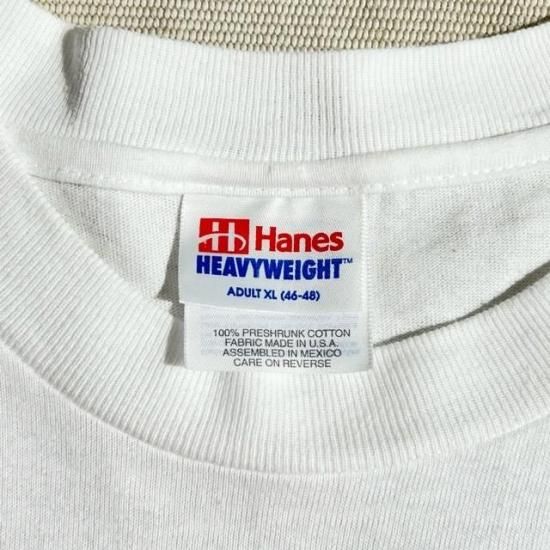 Hanes
HEAVYWEIGHT™
ADULT XL (46-48)
100% PRESHRUNK COTTON
FABRIC MADE IN U.S.A.
ASSEMBLED IN MEXICO
CARE ON REVERSE